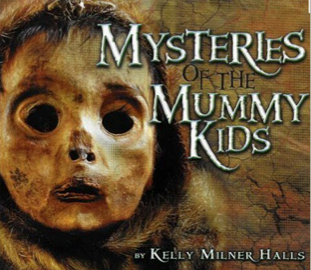 MYSTERIES
OF THE
MUMMY
KIDS
BY KELLY MILNER HALLS